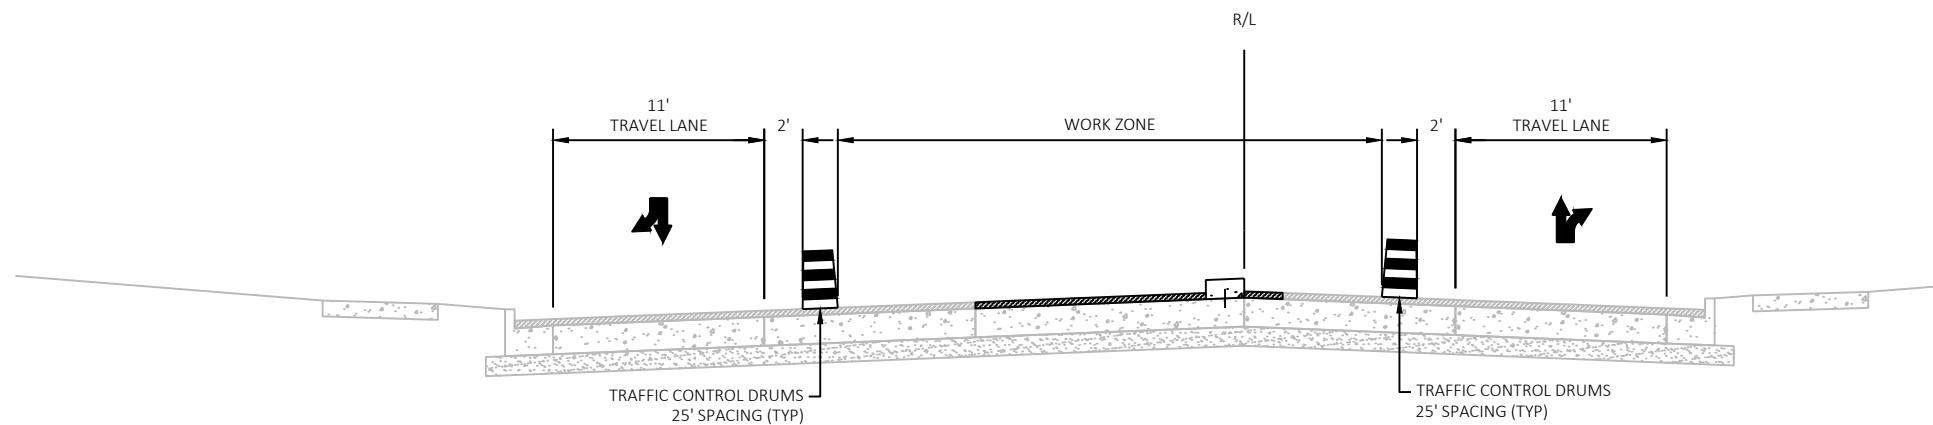 R/L
11'
TRAVEL LANE
2'
WORK ZONE
2'
11'
TRAVEL LANE
TRAFFIC CONTROL DRUMS
25' SPACING (TYP)
TRAFFIC CONTROL DRUMS
25' SPACING (TYP)